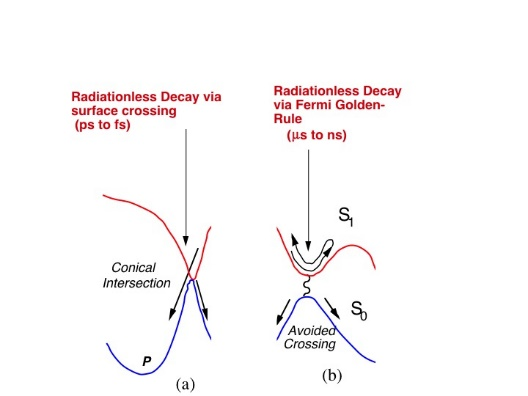 Radiationless Decay via
surface crossing
(ps to fs)
Conical
Intersection
P
(a)
Radiationless Decay
via Fermi Golden-
Rule
(μs to ns)
S1
S0
Avoided
Crossing
(b)